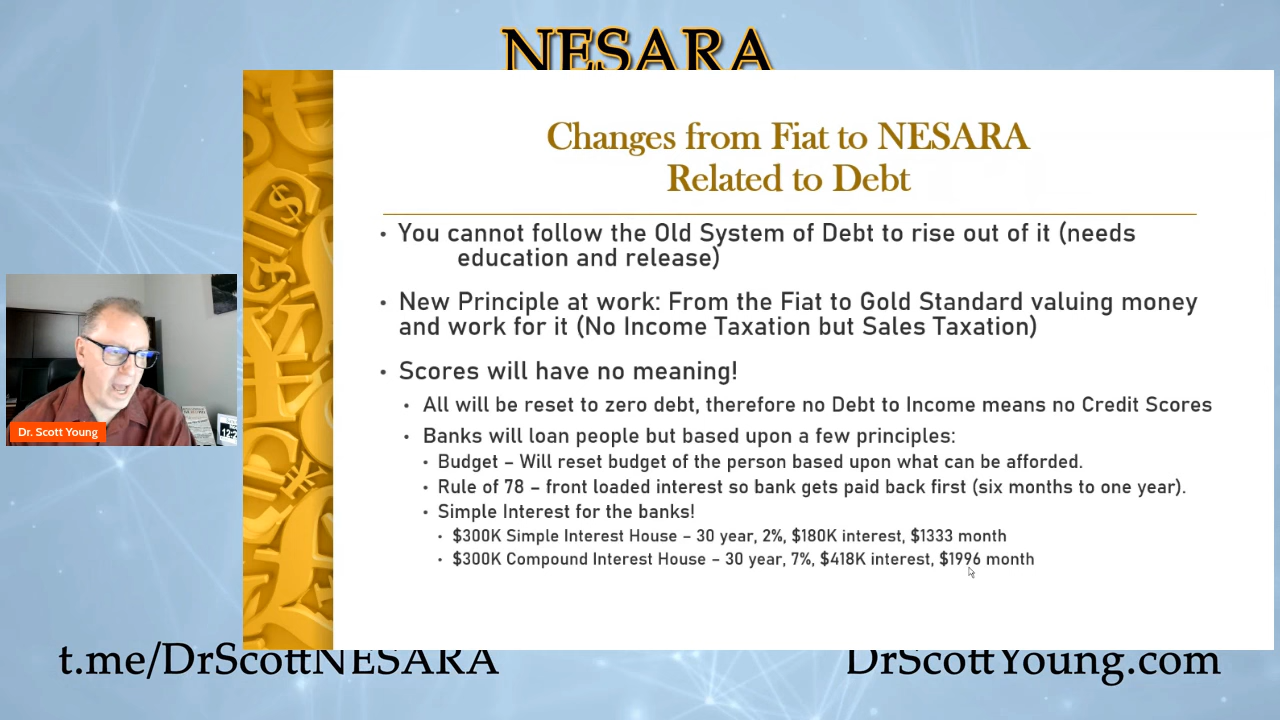 NESARA
Changes from Fiat to NESARA
Related to Debt
• You cannot follow the Old System of Debt to rise out of it (needs
education and release)
• New Principle at work: From the Fiat to Gold Standard valuing money
and work for it (No Income Taxation but Sales Taxation)
• Scores will have no meaning!
• All will be reset to zero debt, therefore no Debt to Income means no Credit Scores
• Banks will loan people but based upon a few principles:
• Budget – Will reset budget of the person based upon what can be afforded.
• Rule of 78 – front loaded interest so bank gets paid back first (six months to one year).
• Simple Interest for the banks!
• $300K Simple Interest House – 30 year, 2%, $180K interest, $1333 month
• $300K Compound Interest House – 30 year, 7%, $418K interest, $1996 month
Dr. Scott Young
t.me/DrScottNESARA
DrScottYoung.com